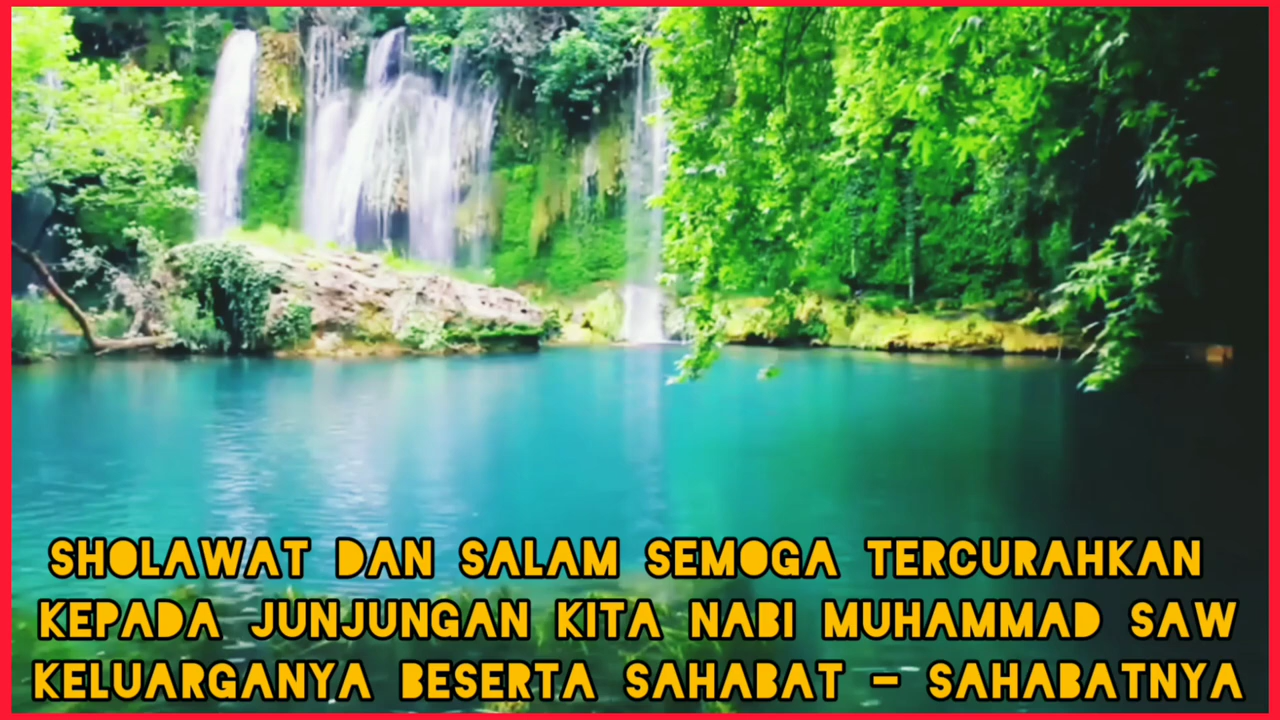 SHOLAWAT DAN SALAM SEMOGA TERCURAHKAN
KEPADA JUNJUNGAN KITA NABI MUHAMMAD SAW
KELUARGANYA BESERTA SAHABAT - SAHABATNYA